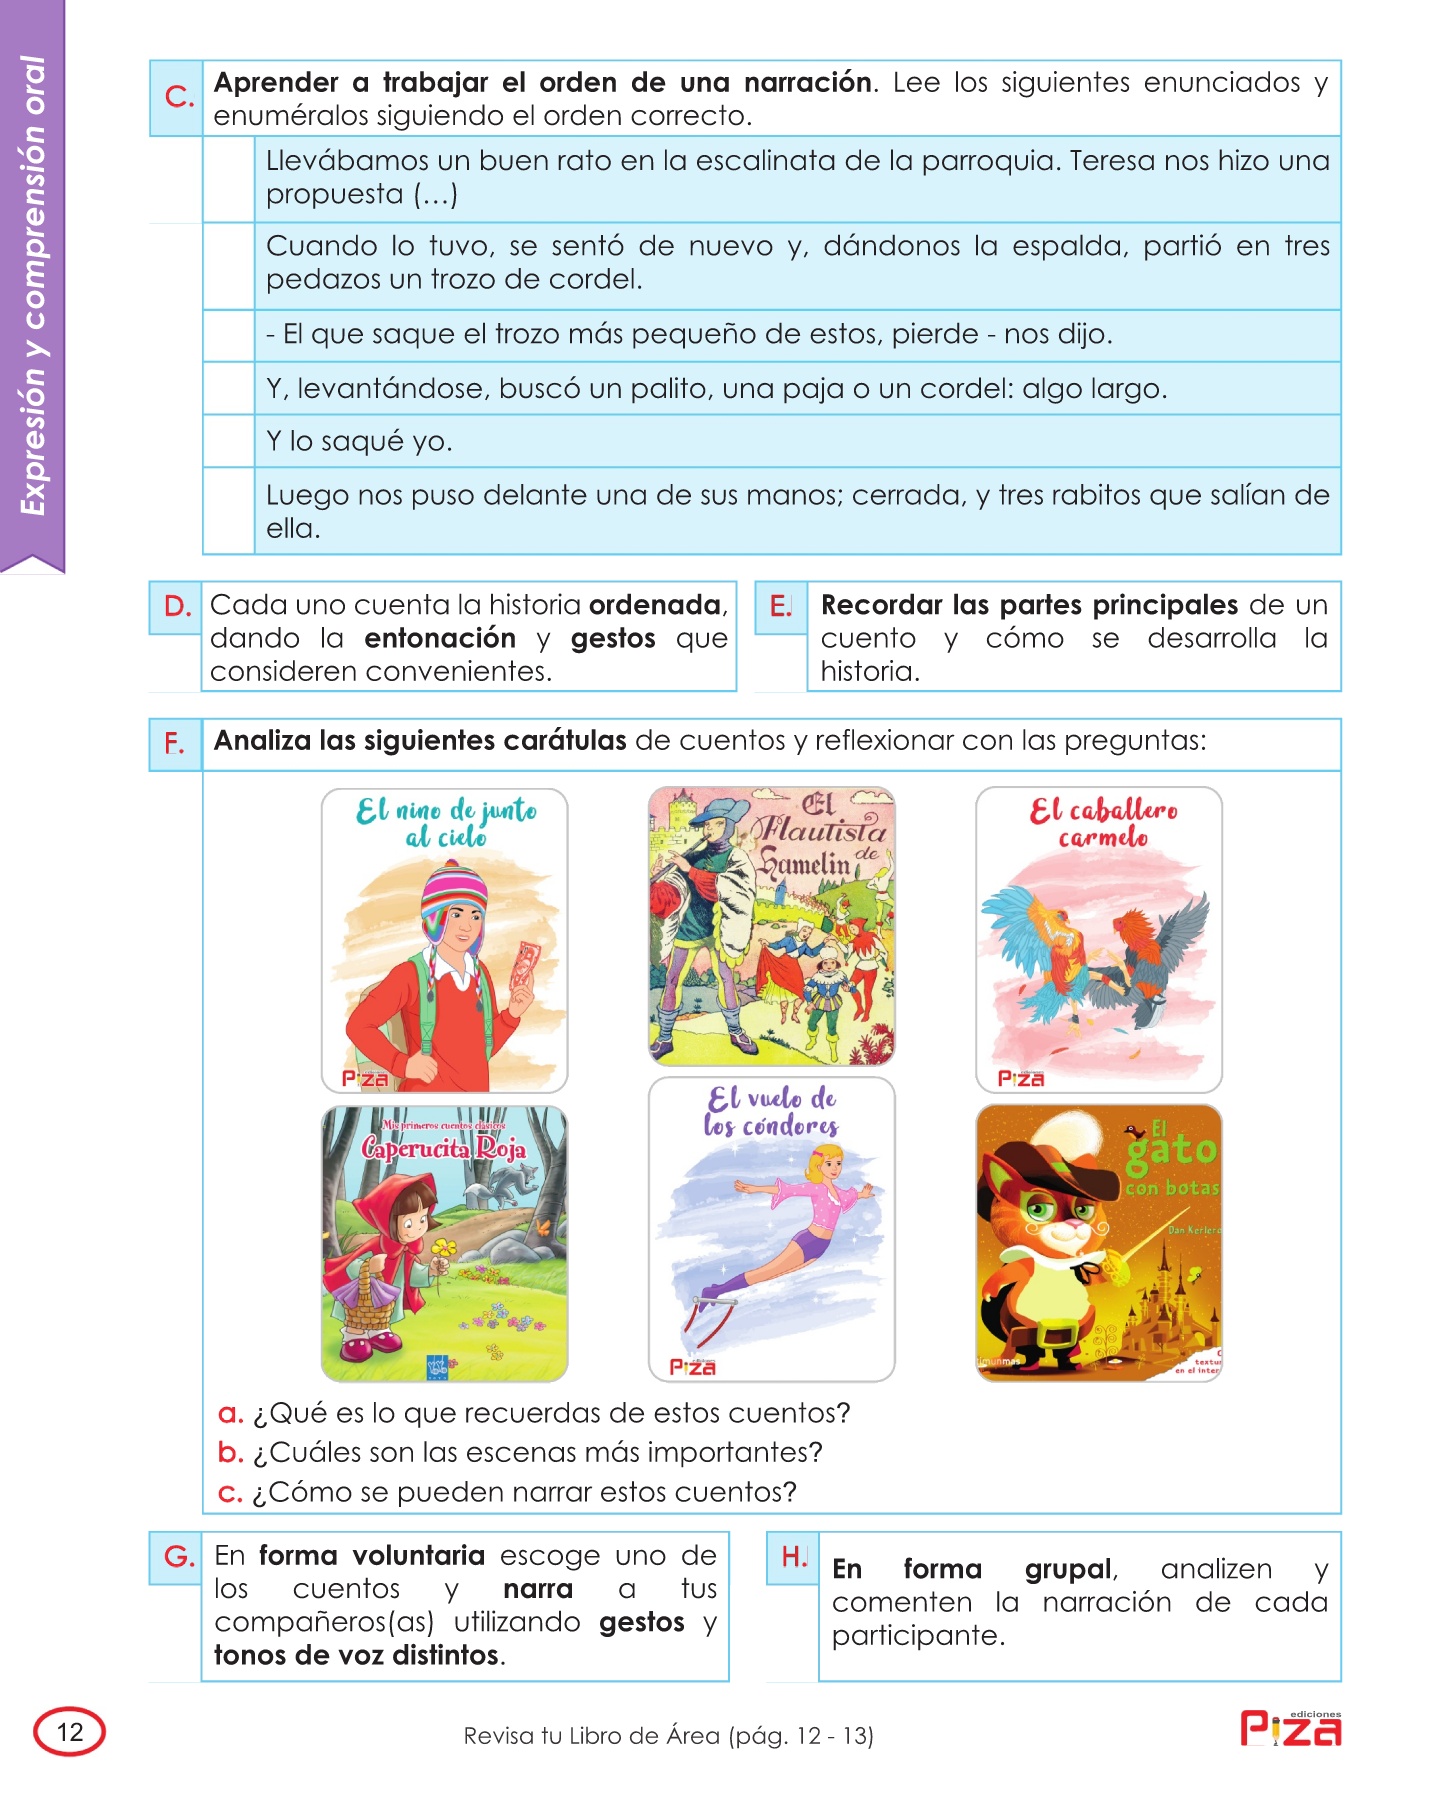 Expresión y comprensión oral
C. Aprender a trabajar el orden de una narración. Lee los siguientes enunciados y
enuméralos siguiendo el orden correcto.
Llevábamos un buen rato en la escalinata de la parroquia. Teresa nos hizo una
propuesta (...)
Cuando lo tuvo, se sentó de nuevo y, dándonos la espalda, partió en tres
pedazos un trozo de cordel.
- El que saque el trozo más pequeño de estos, pierde - nos dijo.
Y, levantándose, buscó un palito, una paja o un cordel: algo largo.
Y lo saqué yo.
Luego nos puso delante una de sus manos; cerrada, y tres rabitos que salían de
ella.
D. Cada uno cuenta la historia ordenada,
dando la entonación y gestos que
consideren convenientes.
E. Recordar las partes principales de un
cuento y cómo se desarrolla la
historia.
F. Analiza las siguientes carátulas de cuentos y reflexionar con las preguntas:
El nino de junto
al cielo
ediciones
Piza
El
Flautista
de
Hamelin
El caballero
carmelo
ediciones
Piza
Mis primeros cuentos clásicos
Caperucita Roja
El vuelo de
los cóndores
ediciones
Piza
El
gato
con botas
Dan Kerler
timunmas
textu
en el inter
a. ¿Qué es lo que recuerdas de estos cuentos?
b. ¿Cuáles son las escenas más importantes?
c. ¿Cómo se pueden narrar estos cuentos?
G. En forma voluntaria escoge uno de
los cuentos y narra a tus
compañeros(as) utilizando gestos y
tonos de voz distintos.
H. En forma grupal, analizen y
comenten la narración de cada
participante.
12
Revisa tu Libro de Área (pág. 12 - 13)
ediciones
Piza